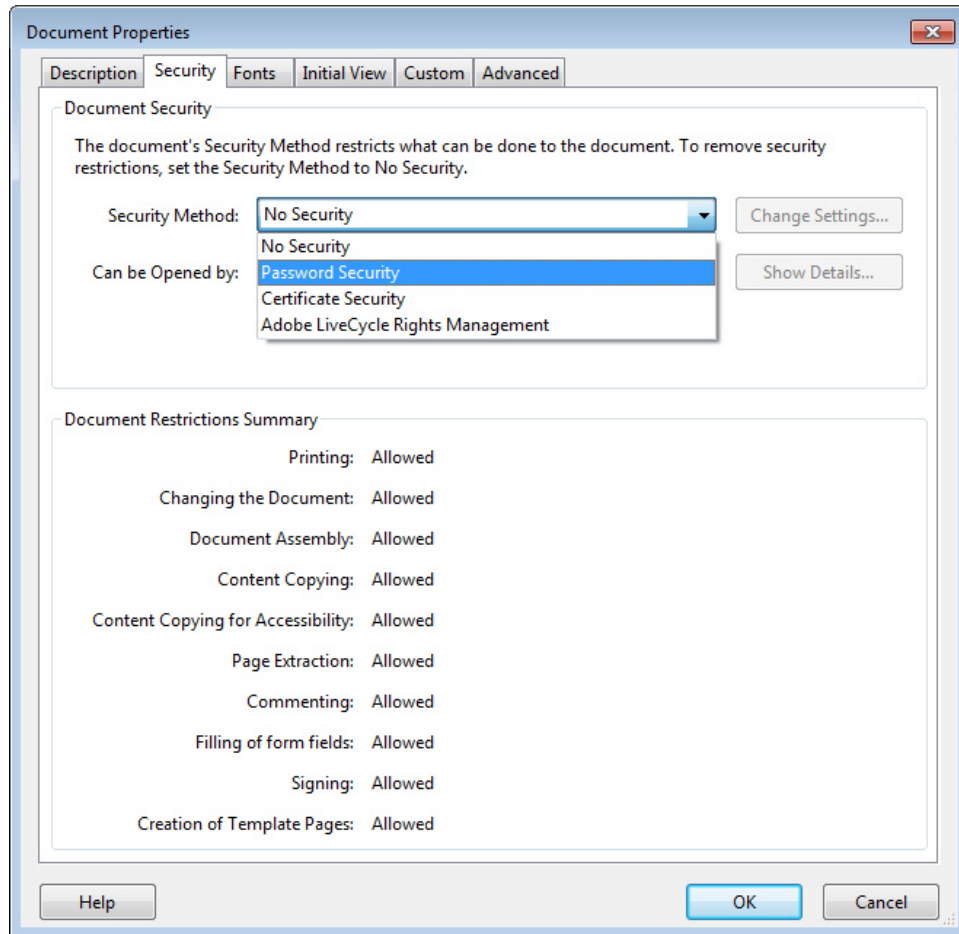 Document Properties
Description Security Fonts Initial View Custom Advanced
Document Security
The document's Security Method restricts what can be done to the document. To remove security
restrictions, set the Security Method to No Security.
Security Method: No Security Change Settings...
No Security
Can be Opened by: Password Security Show Details...
Certificate Security
Adobe LiveCycle Rights Management
Document Restrictions Summary
Printing: Allowed
Changing the Document: Allowed
Document Assembly: Allowed
Content Copying: Allowed
Content Copying for Accessibility: Allowed
Page Extraction: Allowed
Commenting: Allowed
Filling of form fields: Allowed
Signing: Allowed
Creation of Template Pages: Allowed
Help OK Cancel